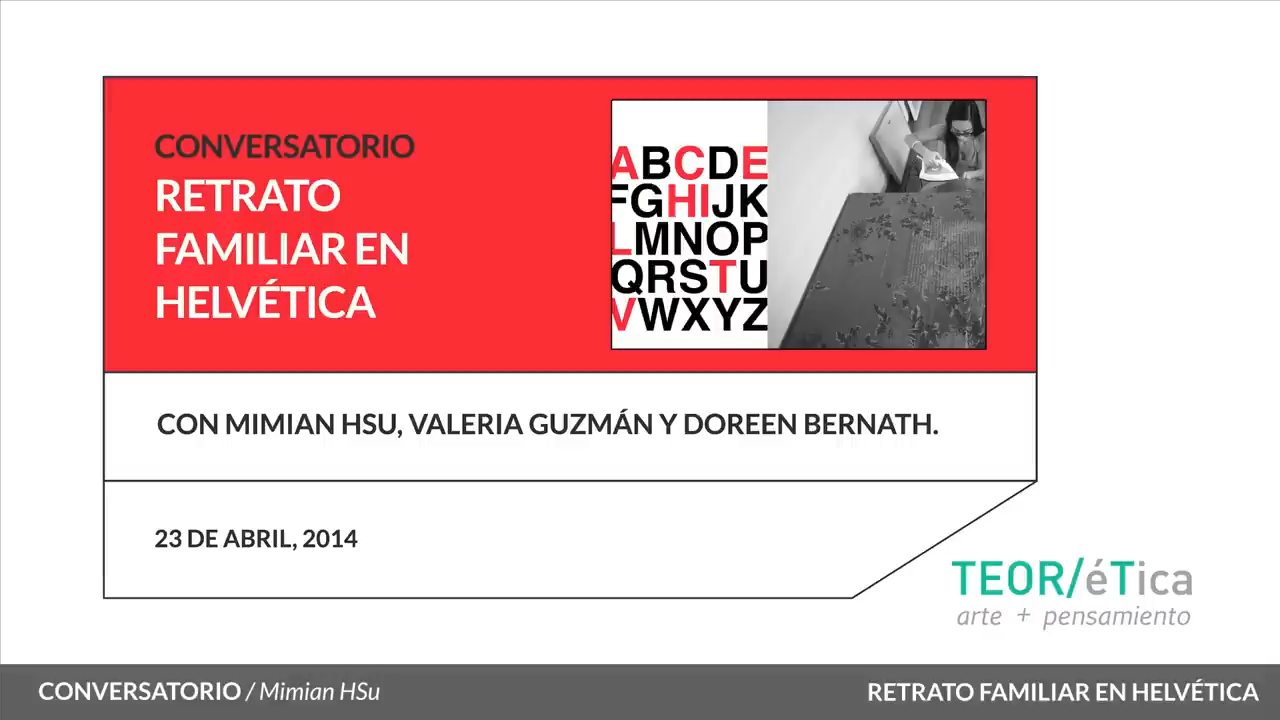 CONVERSATORIO
RETRATO
FAMILIAR EN
HELVÉTICA
ABCDE
FGHIJK
LMNOP
QRSTU
VWXYZ
CON MIMIAN HSU, VALERIA GUZMÁN Y DOREEN BERNATH.
23 DE ABRIL, 2014
TEOR/éTica
arte + pensamiento
CONVERSATORIO / Mimian HSu
RETRATO FAMILIAR EN HELVÉTICA